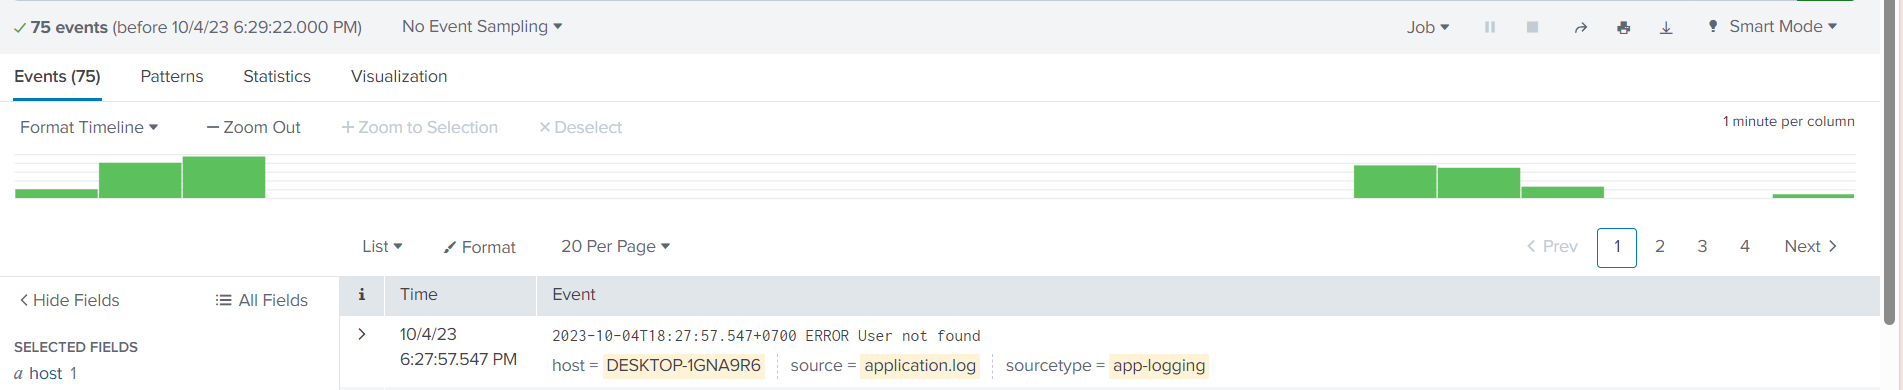 75 events (before 10/4/23 6:29:22.000 PM) No Event Sampling Job Smart Mode
Events (75) Patterns Statistics Visualization
Format Timeline — Zoom Out + Zoom to Selection × Deselect 1 minute per column
List Format 20 Per Page < Prev 1 2 3 4 Next >
< Hide Fields All Fields i Time Event
SELECTED FIELDS
a host 1
> 10/4/23 2023-10-04T18:27:57.547+0700 ERROR User not found
6:27:57.547 PM host = DESKTOP-1GNA9R6 source = application.log sourcetype = app-logging